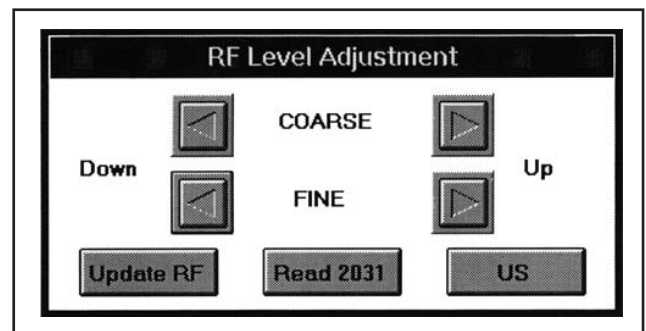 RF Level Adjustment
COARSE
Down
Up
FINE
Update RF
Read 2031
US